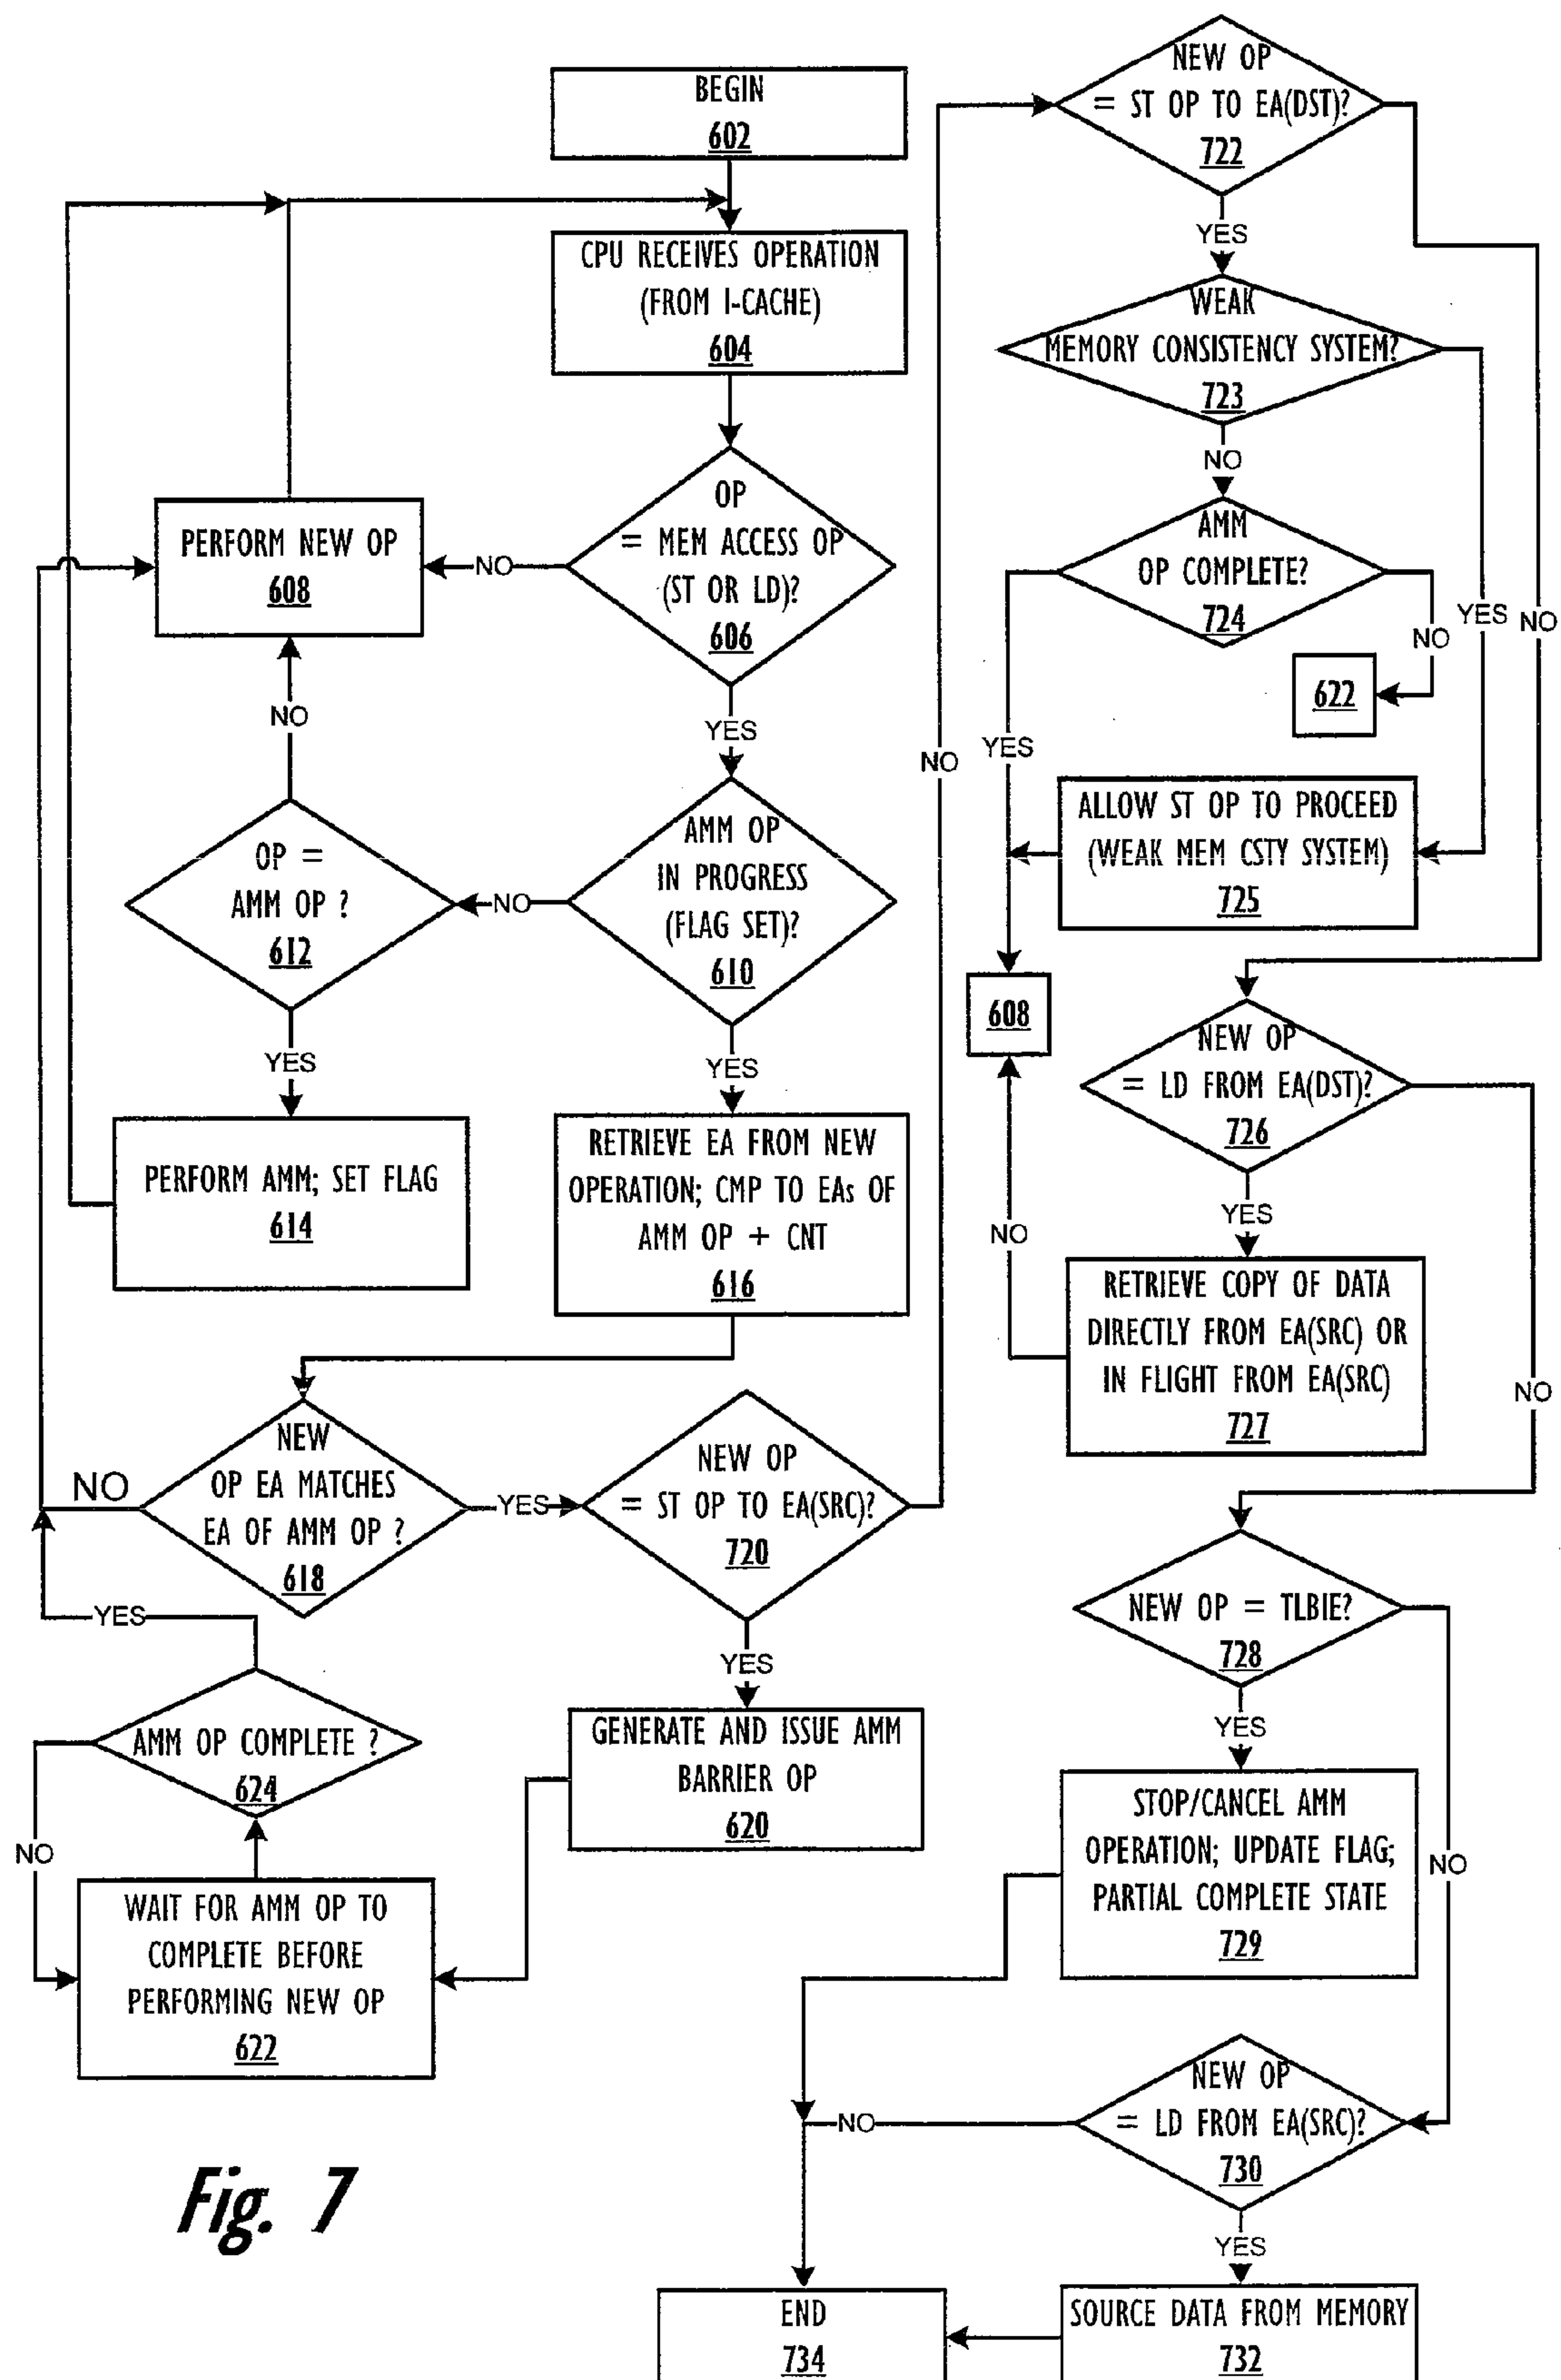 BEGIN
602
CPU RECEIVES OPERATION
(FROM I-CACHE)
604
OP
= MEM ACCESS OP
(ST OR LD)?
606
NO
YES
PERFORM NEW OP
608
NO
AMM OP
IN PROGRESS
(FLAG SET)?
610
NO
YES
OP =
AMM OP ?
612
YES
PERFORM AMM; SET FLAG
614
RETRIEVE EA FROM NEW
OPERATION; CMP TO EAs OF
AMM OP + CNT
616
NEW
OP EA MATCHES
EA OF AMM OP ?
618
NO
YES
NEW OP
= ST OP TO EA(SRC)?
720
YES
NO
GENERATE AND ISSUE AMM
BARRIER OP
620
YES
AMM OP COMPLETE ?
624
NO
WAIT FOR AMM OP TO
COMPLETE BEFORE
PERFORMING NEW OP
622
NEW OP
= ST OP TO EA(DST)?
722
YES
NO
WEAK
MEMORY CONSISTENCY SYSTEM?
723
NO
YES
AMM
OP COMPLETE?
724
NO
622
YES
ALLOW ST OP TO PROCEED
(WEAK MEM CSTY SYSTEM)
725
608
NEW OP
= LD FROM EA(DST)?
726
YES
NO
RETRIEVE COPY OF DATA
DIRECTLY FROM EA(SRC) OR
IN FLIGHT FROM EA(SRC)
727
NO
NEW OP = TLBIE?
728
YES
NO
STOP/CANCEL AMM
OPERATION; UPDATE FLAG;
PARTIAL COMPLETE STATE
729
NEW OP
= LD FROM EA(SRC)?
730
NO
YES
SOURCE DATA FROM MEMORY
732
END
734
Fig. 7